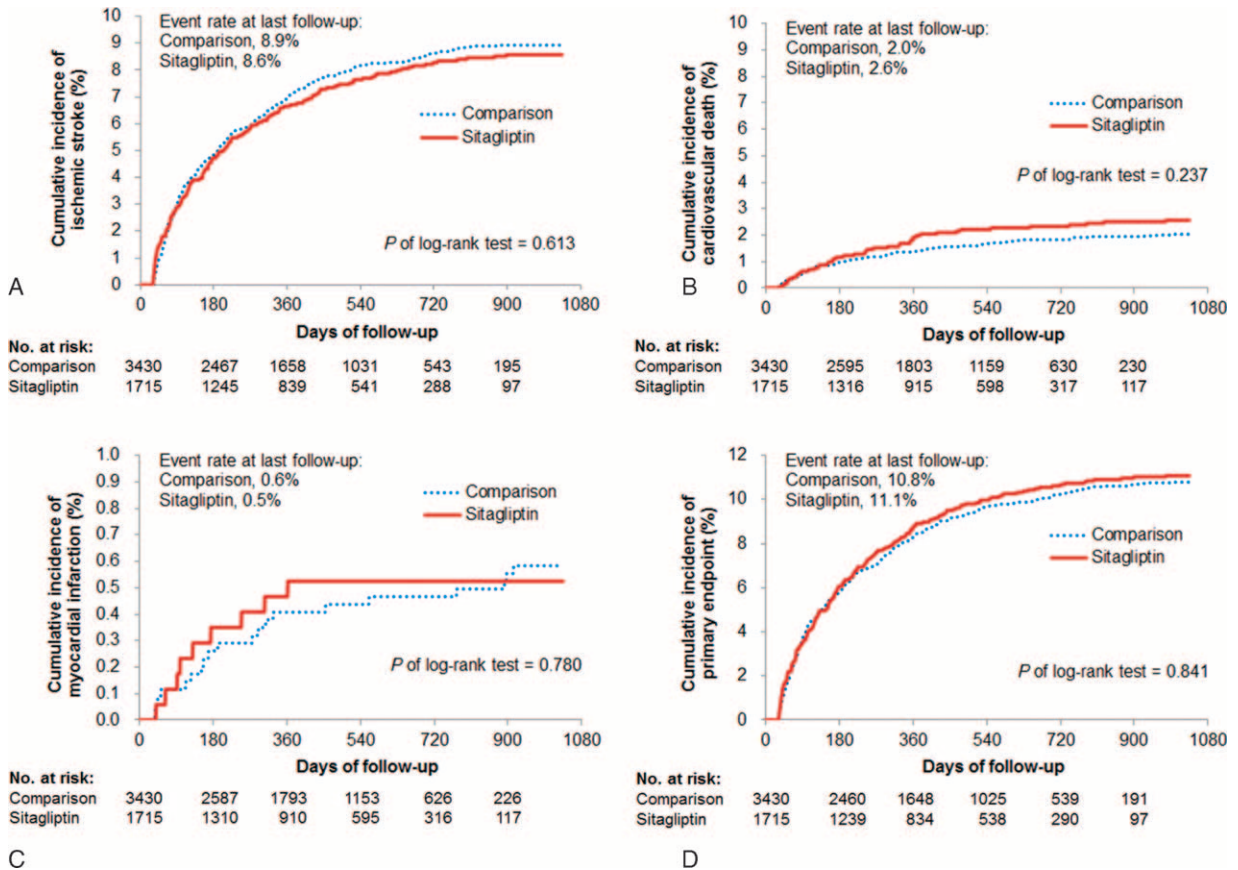 Cumulative incidence of
ischemic stroke (%)
10
9
8
7
6
5
4
3
2
1
0
Event rate at last follow-up:
Comparison, 8.9%
Sitagliptin, 8.6%
Comparison
Sitagliptin
P of log-rank test = 0.613
A
0 180 360 540 720 900 1080
Days of follow-up
No. at risk:
Comparison 3430 2467 1658 1031 543 195
Sitagliptin 1715 1245 839 541 288 97
Cumulative incidence of
cardiovascular death (%)
10
9
8
7
6
5
4
3
2
1
0
Event rate at last follow-up:
Comparison, 2.0%
Sitagliptin, 2.6%
Comparison
Sitagliptin
P of log-rank test = 0.237
B
0 180 360 540 720 900 1080
Days of follow-up
No. at risk:
Comparison 3430 2595 1803 1159 630 230
Sitagliptin 1715 1316 915 598 317 117
Cumulative incidence of
myocardial infarction (%)
1.0
0.9
0.8
0.7
0.6
0.5
0.4
0.3
0.2
0.1
0.0
Event rate at last follow-up:
Comparison, 0.6%
Sitagliptin, 0.5%
Comparison
Sitagliptin
P of log-rank test = 0.780
0 180 360 540 720 900 1080
Days of follow-up
No. at risk:
Comparison 3430 2587 1793 1153 626 226
Sitagliptin 1715 1310 910 595 316 117
C
Cumulative incidence of
primary endpoint (%)
12
10
8
6
4
2
0
Event rate at last follow-up:
Comparison, 10.8%
Sitagliptin, 11.1%
Comparison
Sitagliptin
P of log-rank test = 0.841
0 180 360 540 720 900 1080
Days of follow-up
No. at risk:
Comparison 3430 2460 1648 1025 539 191
Sitagliptin 1715 1239 834 538 290 97
D